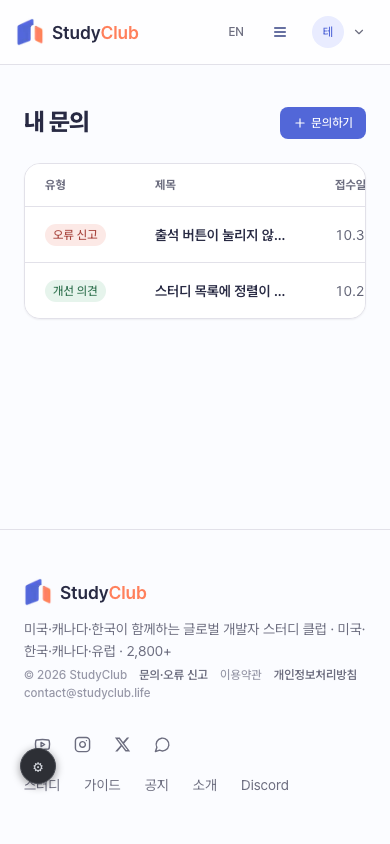 StudyClub
EN
테
내 문의
+ 문의하기
유형 제목 접수일
오류 신고 출석 버튼이 눌리지 않... 10.3
개선 의견 스터디 목록에 정렬이 ... 10.2
StudyClub
미국·캐나다·한국이 함께하는 글로벌 개발자 스터디 클럽 · 미국·
한국·캐나다·유럽 · 2,800+
© 2026 StudyClub 문의·오류 신고 이용약관 개인정보처리방침
contact@studyclub.life
스터디 가이드 공지 소개 Discord